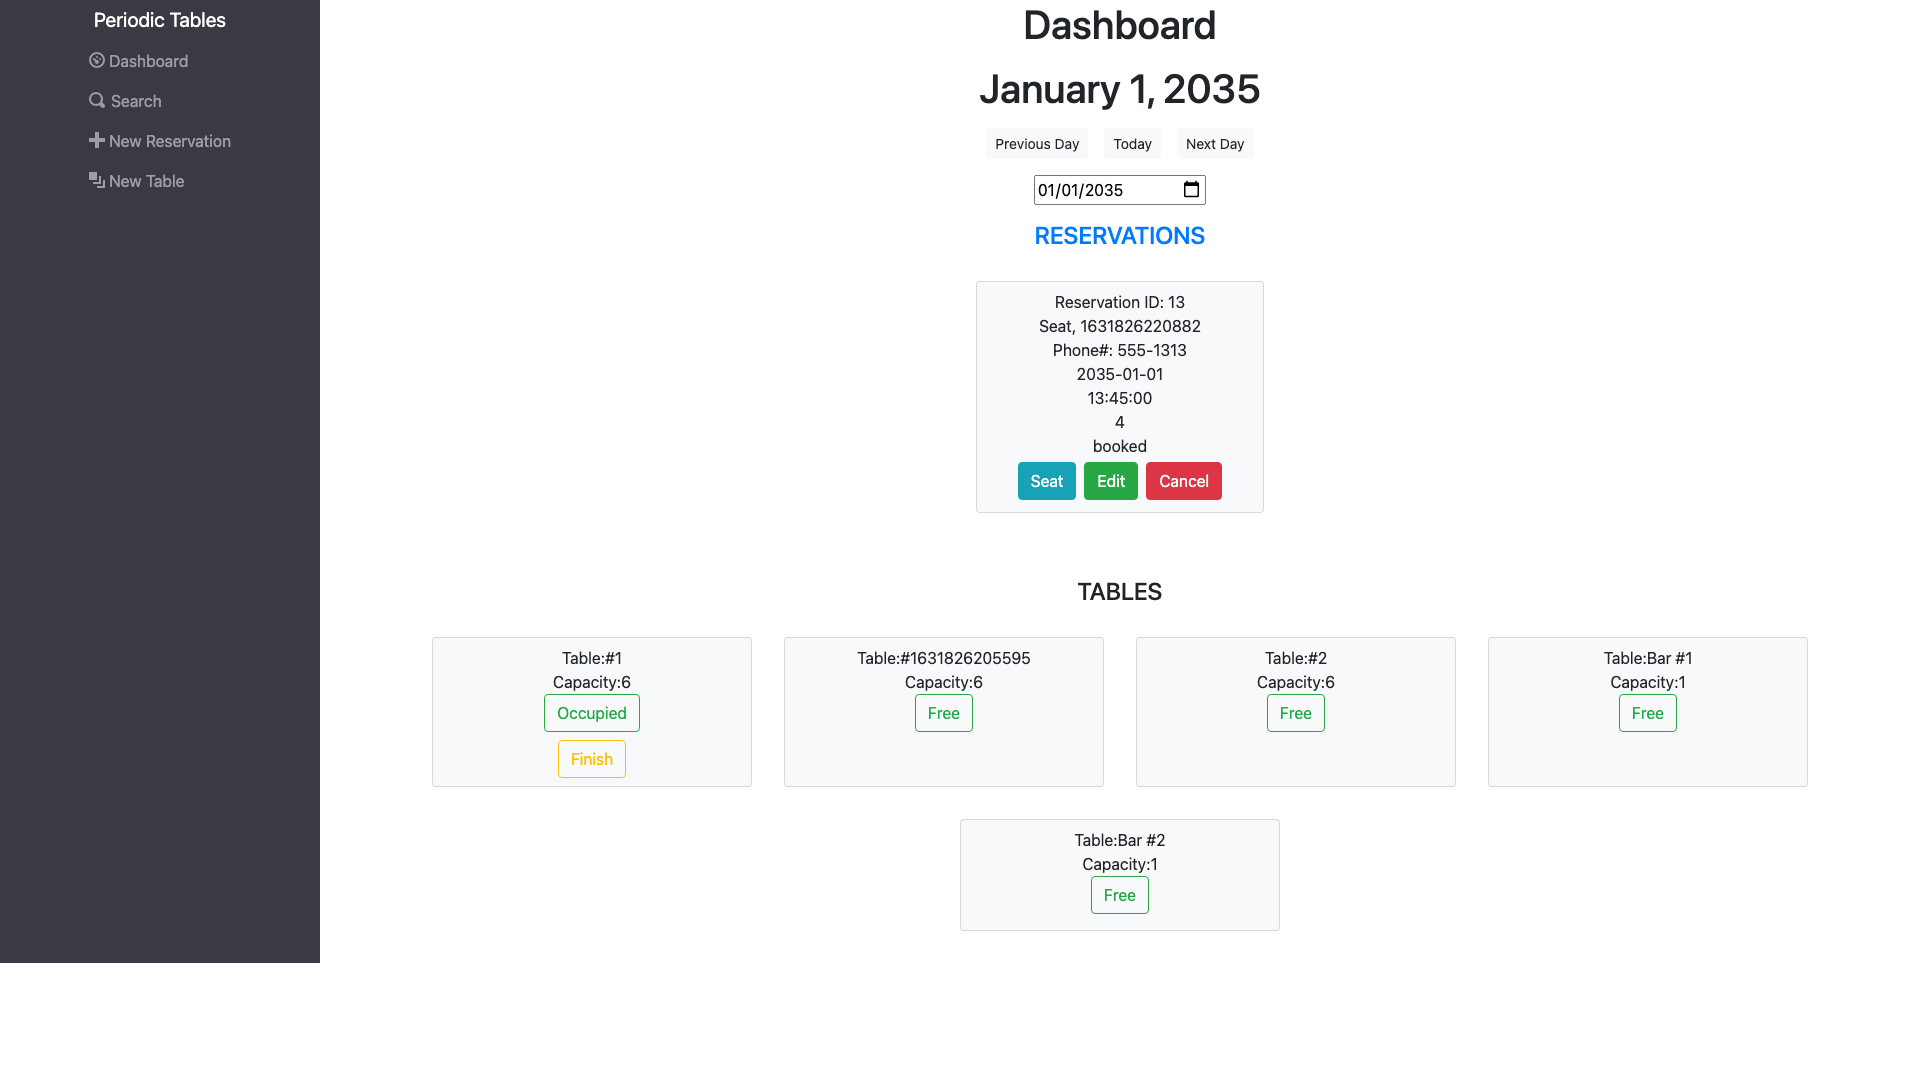 Periodic Tables
Dashboard
Search
New Reservation
New Table
Dashboard
January 1, 2035
Previous Day Today Next Day
01/01/2035
RESERVATIONS
Reservation ID: 13
Seat, 1631826220882
Phone#: 555-1313
2035-01-01
13:45:00
4
booked
Seat Edit Cancel
TABLES
Table:#1
Capacity:6
Occupied
Finish
Table:#1631826205595
Capacity:6
Free
Table:#2
Capacity:6
Free
Table:Bar #1
Capacity:1
Free
Table:Bar #2
Capacity:1
Free